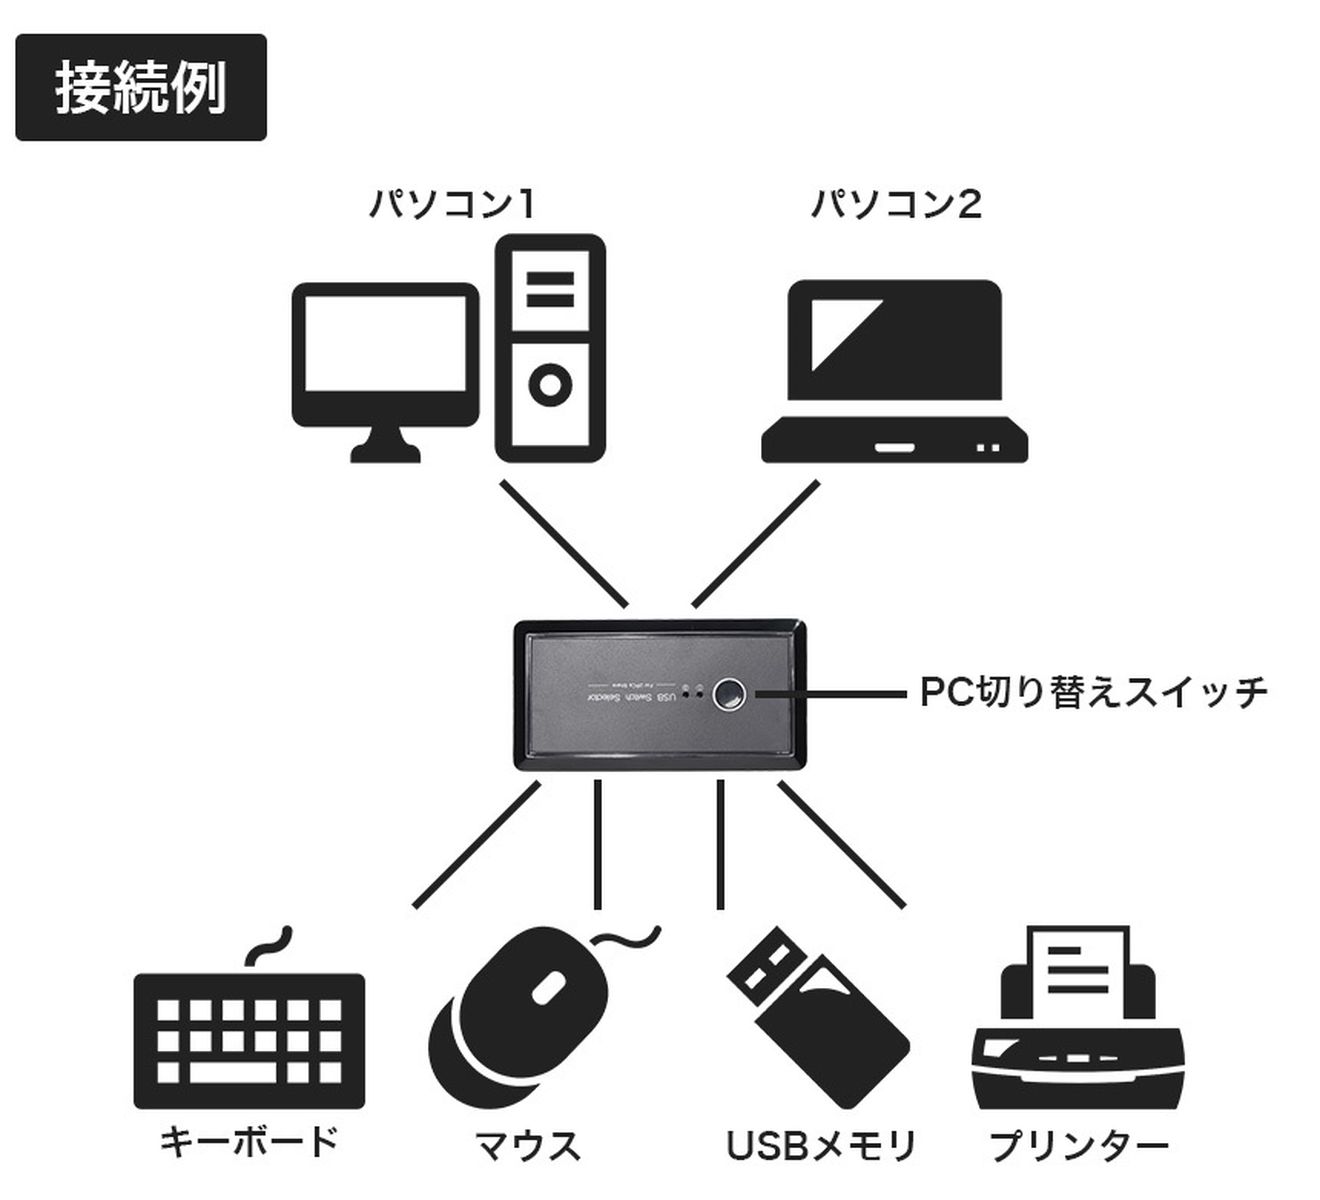 接続例
パソコン1
パソコン2
USB Switch Selector
For 2PCs Share
PC切り替えスイッチ
キーボード
マウス
USBメモリ
プリンター